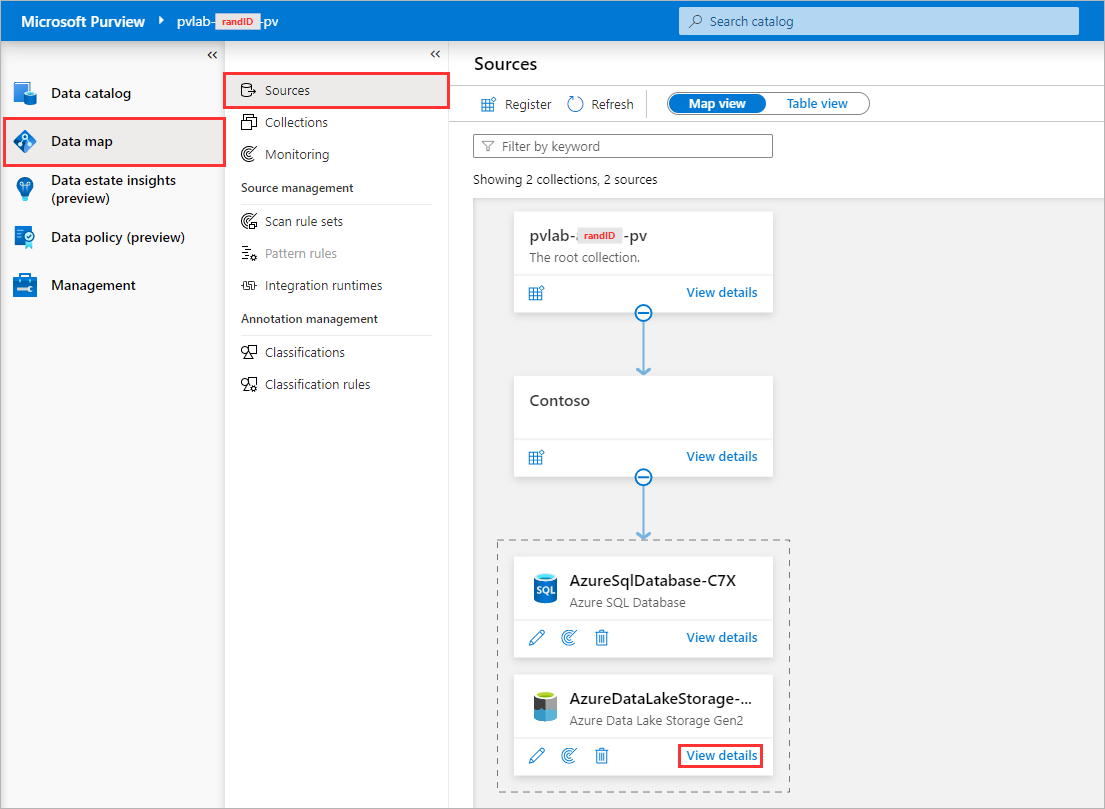 Microsoft Purview pvlab-randID-pv
Search catalog
Data catalog
Data map
Data estate insights
(preview)
Data policy (preview)
Management
Sources
Collections
Monitoring
Source management
Scan rule sets
Pattern rules
Integration runtimes
Annotation management
Classifications
Classification rules
Sources
Register Refresh Map view Table view
Filter by keyword
Showing 2 collections, 2 sources
pvlab-randID-pv
The root collection.
View details
Contoso
View details
SQL
AzureSqlDatabase-C7X
Azure SQL Database
View details
AzureDataLakeStorage-...
Azure Data Lake Storage Gen2
View details